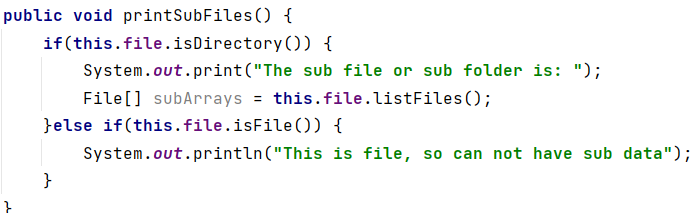 public void printSubFiles() {
if(this.file.isDirectory()) {
System.out.print("The sub file or sub folder is: ");
File[] subArrays = this.file.listFiles();
}else if(this.file.isFile()) {
System.out.println("This is file, so can not have sub data");
}
}